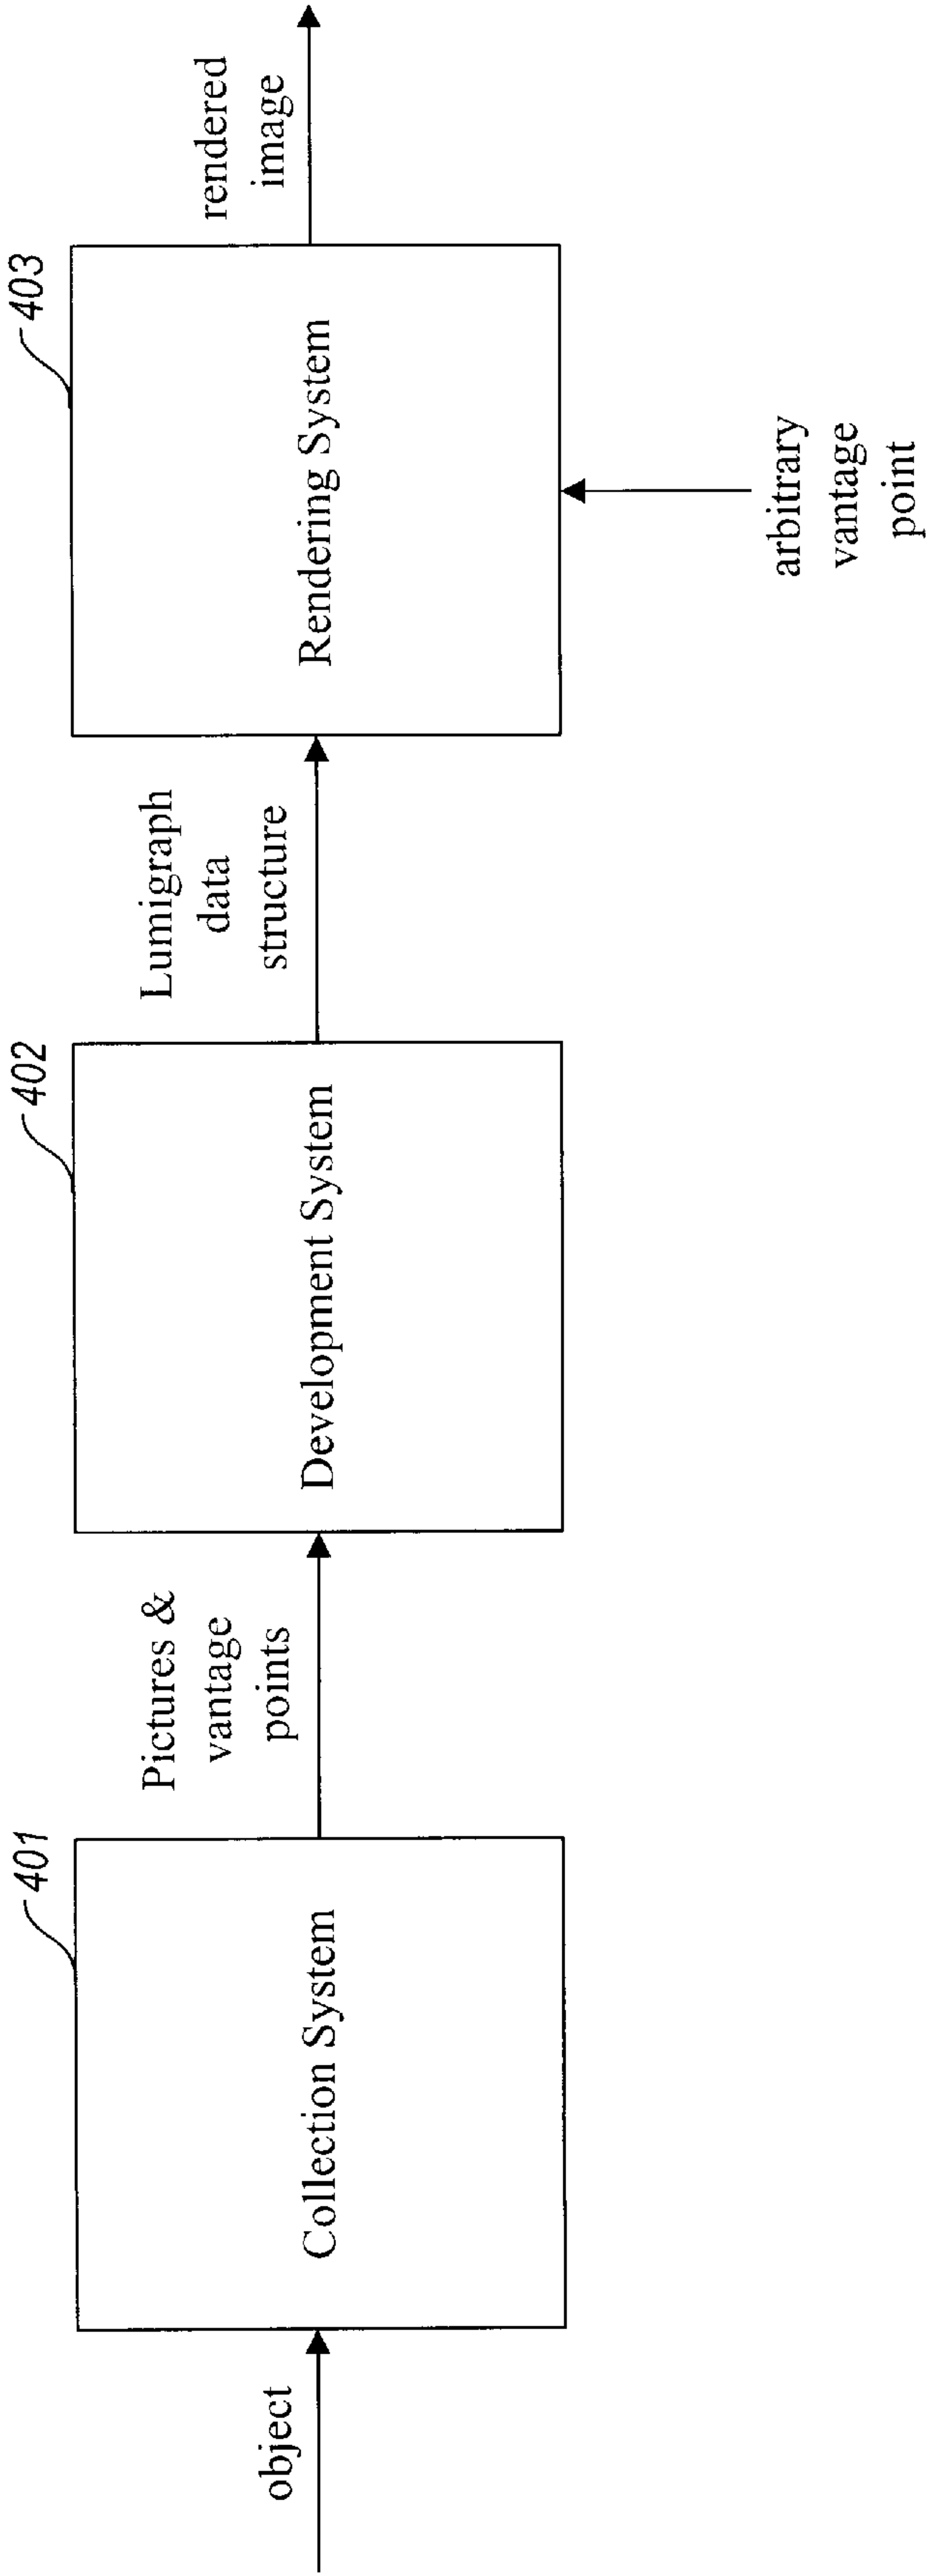 object
401
Collection System
Pictures &
vantage
points
402
Development System
Lumigraph
data
structure
403
Rendering System
arbitrary
vantage
point
rendered
image